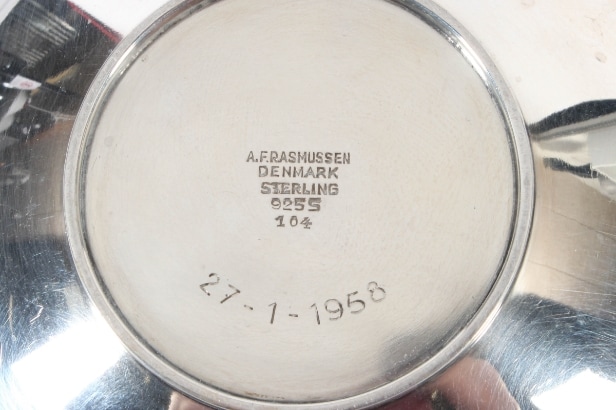 A.F.RASMUSSEN
DENMARK
STERLING
925S
104
27-1-1958